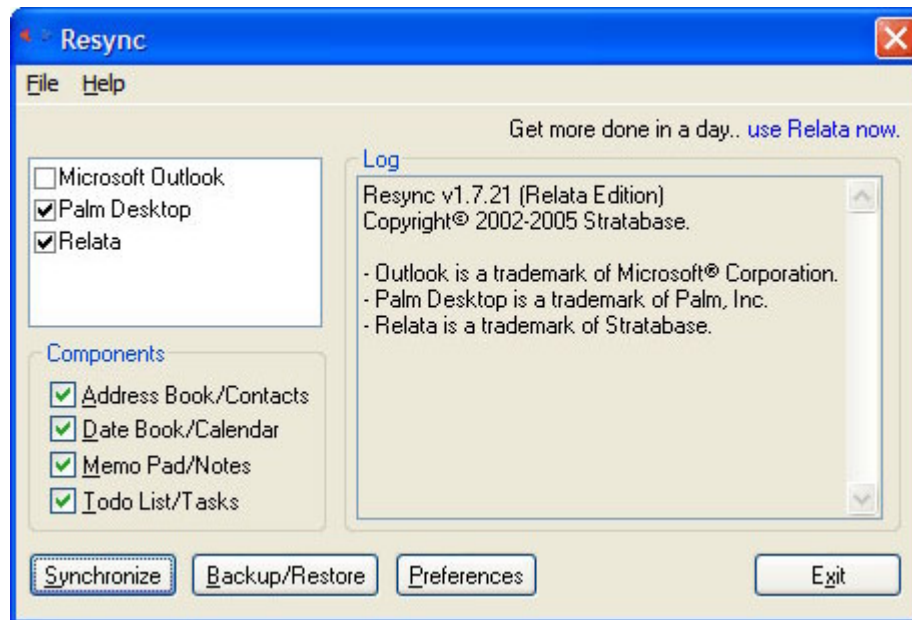 Resync
File Help
Get more done in a day.. use Relata now.
Microsoft Outlook
Palm Desktop
Relata
Components
Address Book/Contacts
Date Book/Calendar
Memo Pad/Notes
Todo List/Tasks
Log
Resync v1.7.21 (Relata Edition)
Copyright© 2002-2005 Stratabase.
- Outlook is a trademark of Microsoft® Corporation.
- Palm Desktop is a trademark of Palm, Inc.
- Relata is a trademark of Stratabase.
Synchronize Backup/Restore Preferences Exit